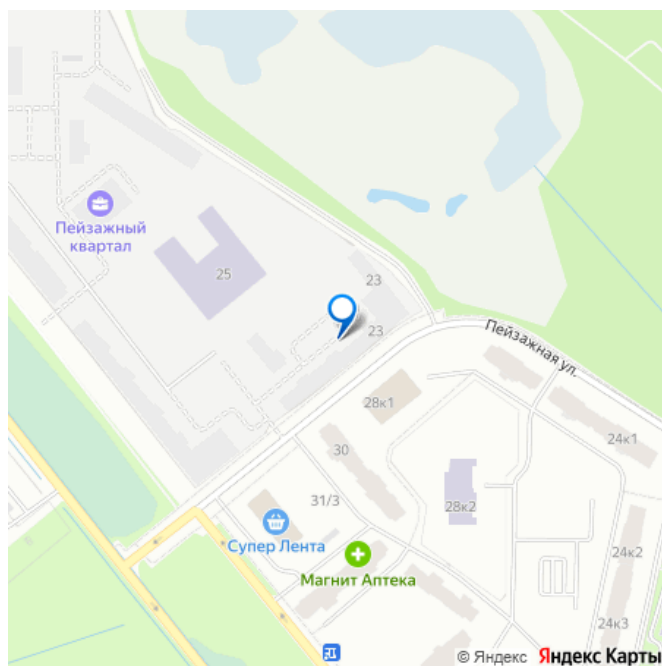 Пейзажный
квартал
25
23
23
Пейзажная ул.
28к1
24к1
30
31/3
28к2
Супер Лента
24к2
Магнит Аптека
24к3
© Яндекс Яндекс Карты